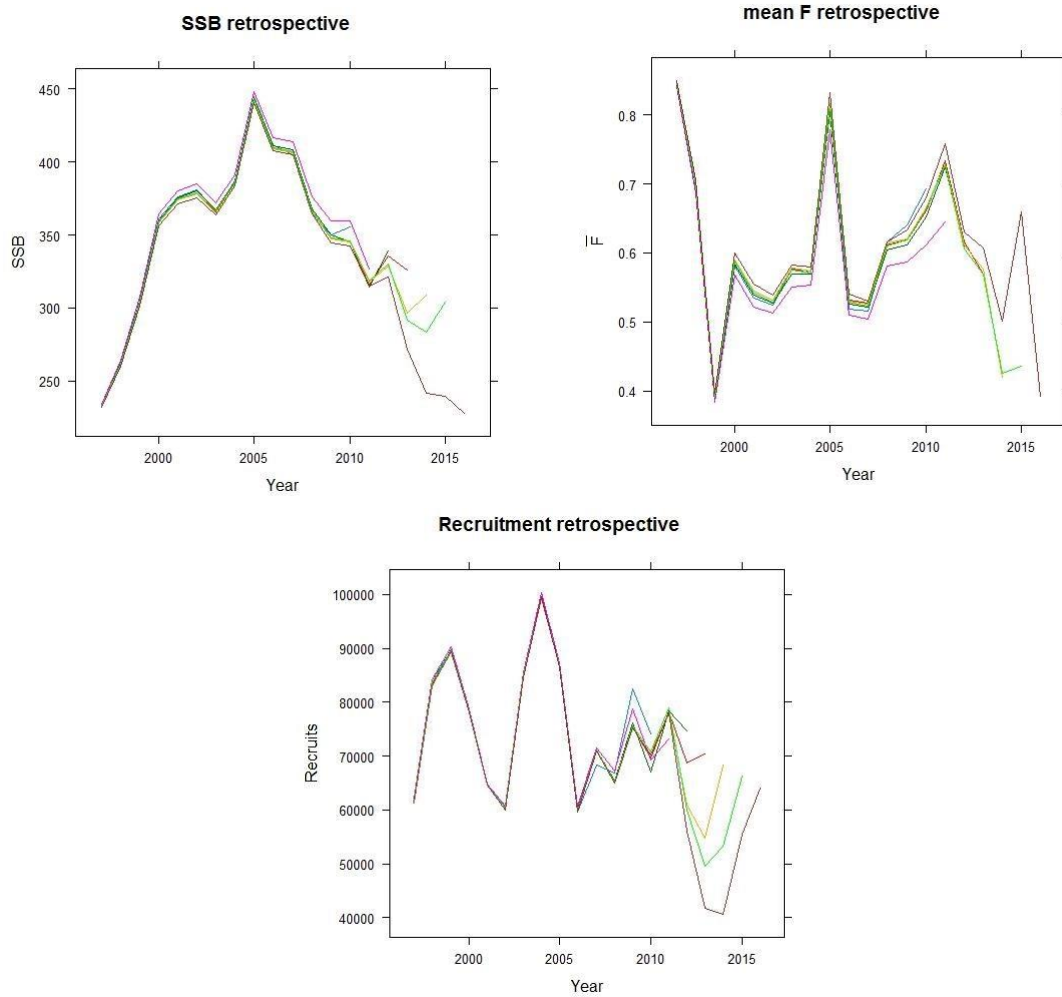 SSB retrospective
SSB
450
400
350
300
250
2000 2005 2010 2015
Year
mean F retrospective
F̅
0.8
0.7
0.6
0.5
0.4
2000 2005 2010 2015
Year
Recruitment retrospective
Recruits
100000
90000
80000
70000
60000
50000
40000
2000 2005 2010 2015
Year